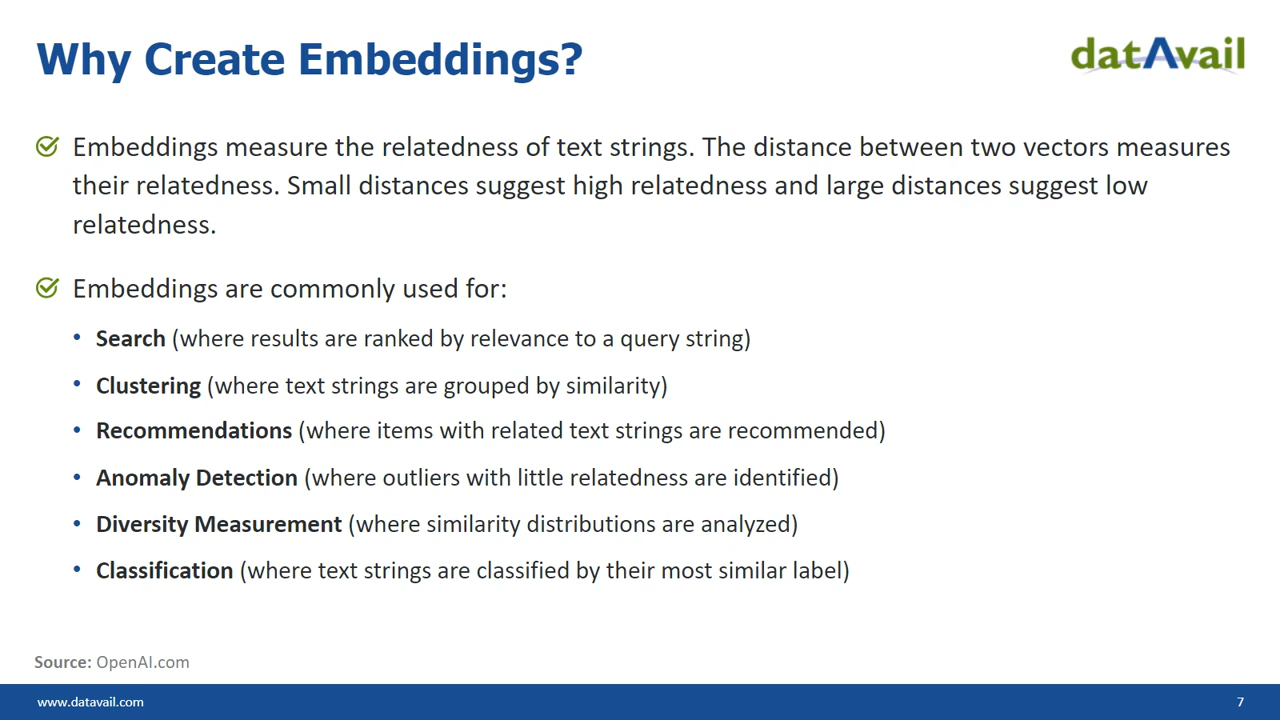 Why Create Embeddings?
datAvail
Embeddings measure the relatedness of text strings. The distance between two vectors measures
their relatedness. Small distances suggest high relatedness and large distances suggest low
relatedness.
Embeddings are commonly used for:
• Search (where results are ranked by relevance to a query string)
• Clustering (where text strings are grouped by similarity)
• Recommendations (where items with related text strings are recommended)
• Anomaly Detection (where outliers with little relatedness are identified)
• Diversity Measurement (where similarity distributions are analyzed)
• Classification (where text strings are classified by their most similar label)
Source: OpenAI.com
www.datavail.com
7